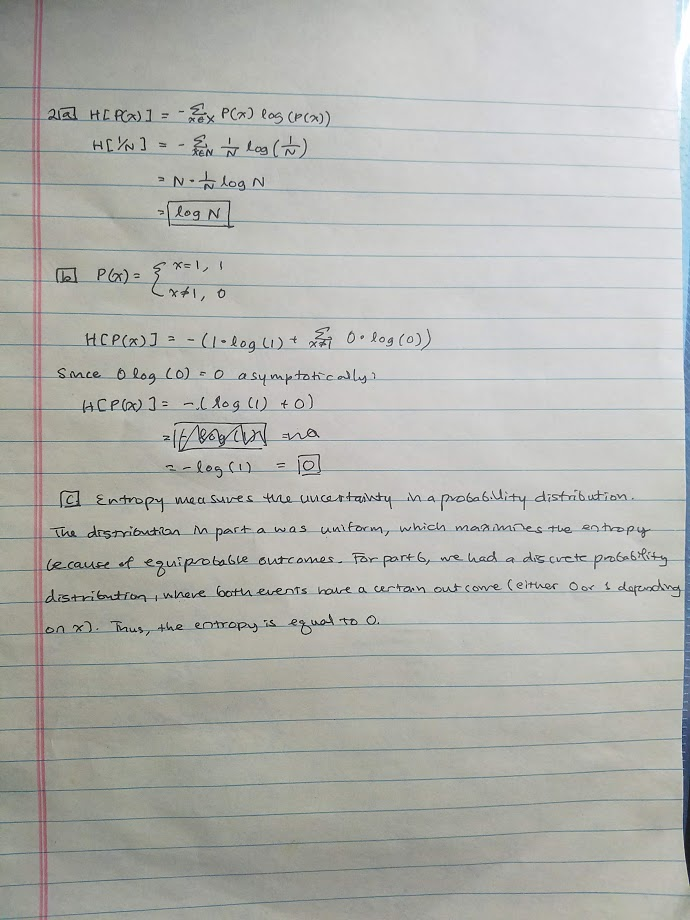 2[a] H[P(x)] = -∑x∈X P(x) log(P(x))
H[1/N] = -∑x∈N 1/N log(1/N)
= N · 1/N log N
= log N
[b] P(x) = { x=1, 1
x≠1, 0
H[P(x)] = -(1·log(1) + ∑x≠1 0·log(0))
Since 0 log(0) = 0 asymptotically:
H[P(x)] = -(log(1) + 0)
=
= -log(1) = 0
[c] Entropy measures the uncertainty in a probability distribution.
The distribution in part a was uniform, which maximizes the entropy
because of equiprobable outcomes. For part b, we had a discrete probability
distribution, where both events have a certain outcome (either 0 or 1 depending
on x). Thus, the entropy is equal to 0.